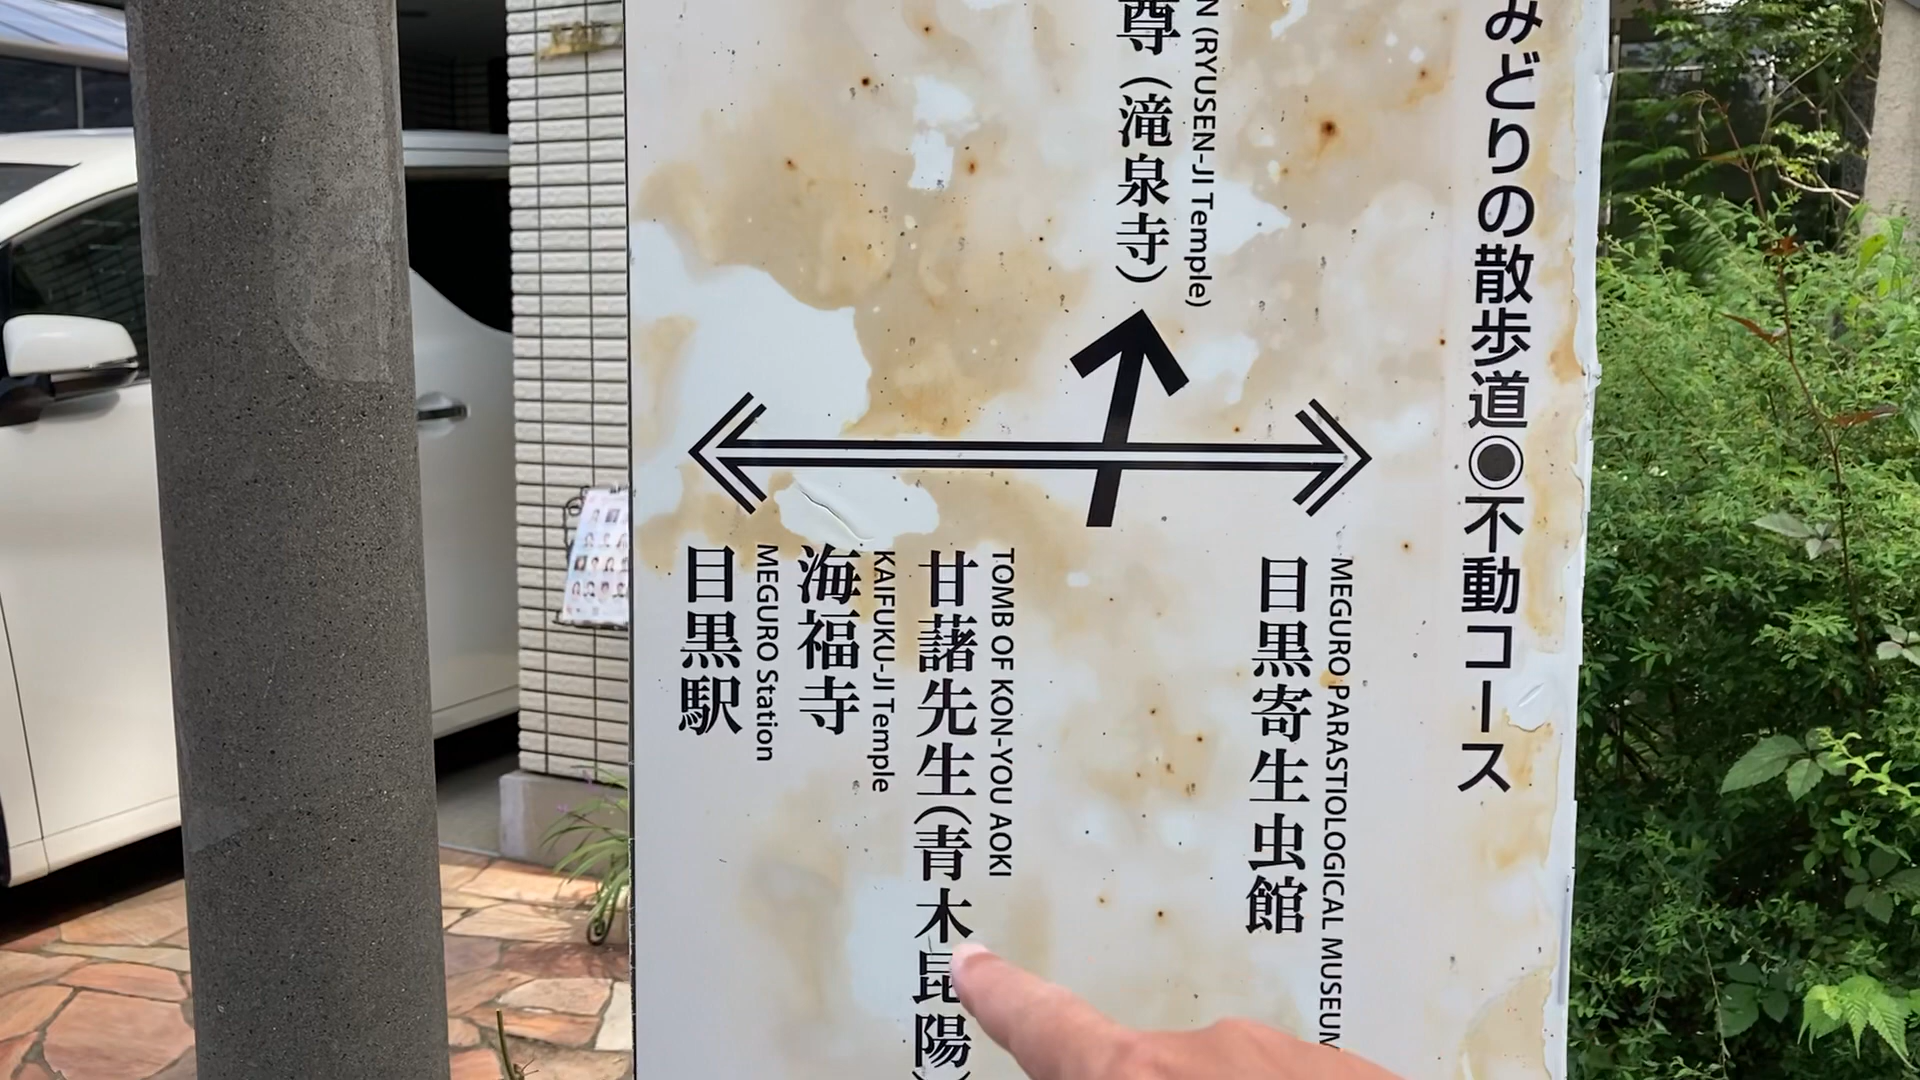 みどりの散歩道◉不動コース
尊（滝泉寺）
N (RYUSEN-JI Temple)
目黒寄生虫館
MEGURO PARASTIOLOGICAL MUSEUM
甘藷先生（青木昆陽）
TOMB OF KON-YOU AOKI
海福寺
KAIFUKU-JI Temple
目黒駅
MEGURO Station